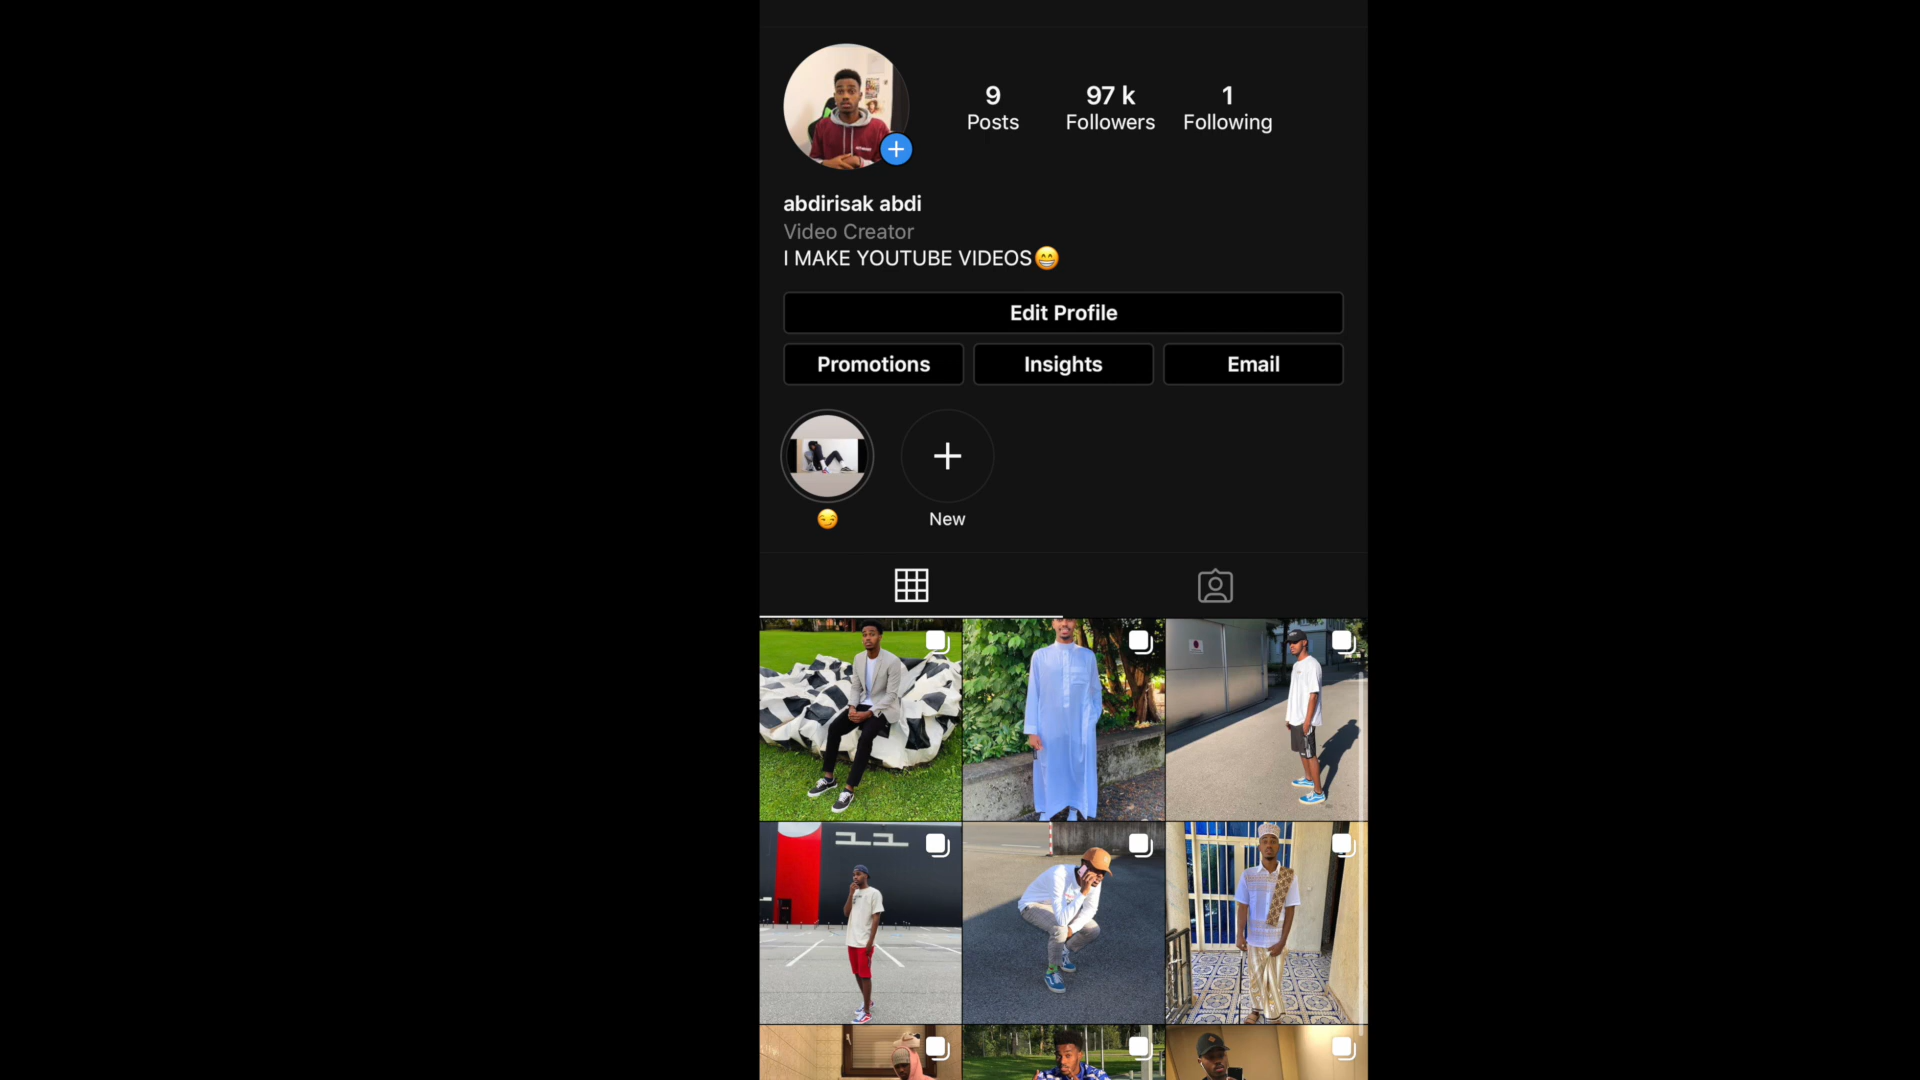 9
Posts
97 k
Followers
1
Following
abdirisak abdi
Video Creator
I MAKE YOUTUBE VIDEOS😁
Edit Profile
Promotions
Insights
Email
😏
New